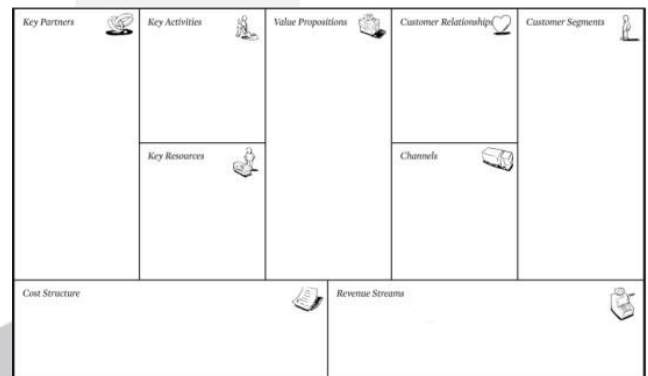 Key Partners
Key Activities
Value Propositions
Customer Relationships
Customer Segments
Key Resources
Channels
Cost Structure
Revenue Streams